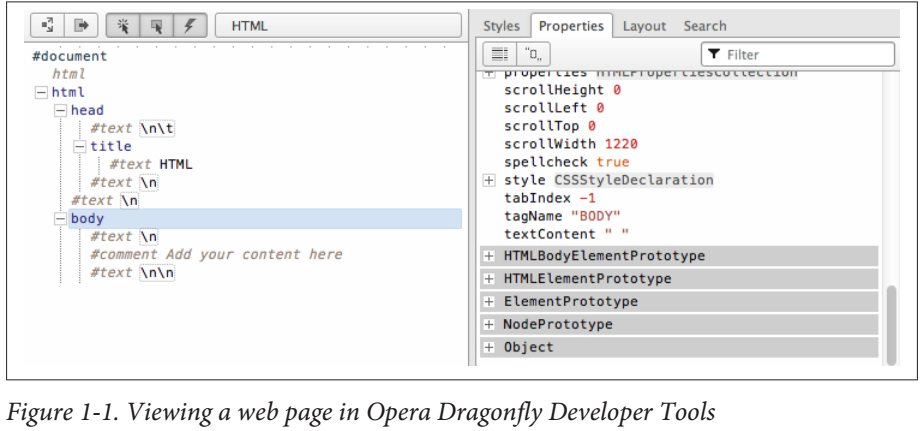 HTML
#document
html
html
head
#text \n\t
title
#text HTML
#text \n
#text \n
body
#text \n
#comment Add your content here
#text \n\n
Styles Properties Layout Search
Filter
properties HTMLPropertiesCollection
scrollHeight 0
scrollLeft 0
scrollTop 0
scrollWidth 1220
spellcheck true
style CSSStyleDeclaration
tabIndex -1
tagName "BODY"
textContent " "
HTMLBodyElementPrototype
HTMLElementPrototype
ElementPrototype
NodePrototype
Object
Figure 1-1. Viewing a web page in Opera Dragonfly Developer Tools